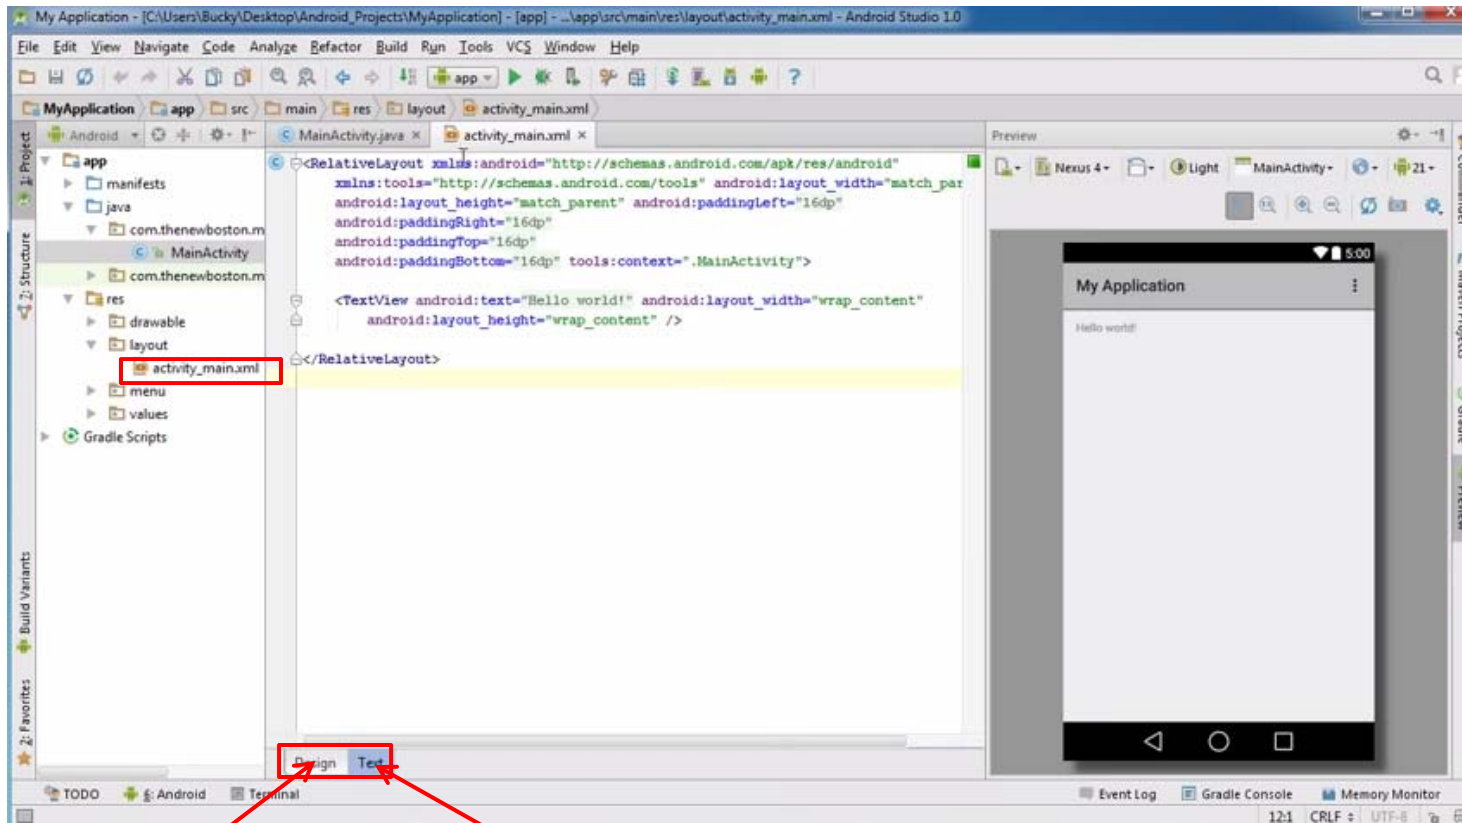 My Application - [C:\Users\Bucky\Desktop\Android_Projects\MyApplication] - [app] - ...\app\src\main\res\layout\activity_main.xml - Android Studio 1.0
File Edit View Navigate Code Analyze Refactor Build Run Tools VCS Window Help
app
MyApplication app src main res layout activity_main.xml
1: Project
Android
MainActivity.java
activity_main.xml
Preview
app
manifests
java
com.thenewboston.m
MainActivity
com.thenewboston.m
res
drawable
layout
activity_main.xml
menu
values
Gradle Scripts
2: Structure
Build Variants
2: Favorites
<RelativeLayout xmlns:android="http://schemas.android.com/apk/res/android"
xmlns:tools="http://schemas.android.com/tools" android:layout_width="match_par
android:layout_height="match_parent" android:paddingLeft="16dp"
android:paddingRight="16dp"
android:paddingTop="16dp"
android:paddingBottom="16dp" tools:context=".MainActivity">
<TextView android:text="Hello world!" android:layout_width="wrap_content"
android:layout_height="wrap_content" />
</RelativeLayout>
Design Text
Nexus 4 Light MainActivity 21
5:00
My Application
Hello world!
TODO 6: Android Terminal Event Log Gradle Console Memory Monitor
12:1 CRLF UTF-8